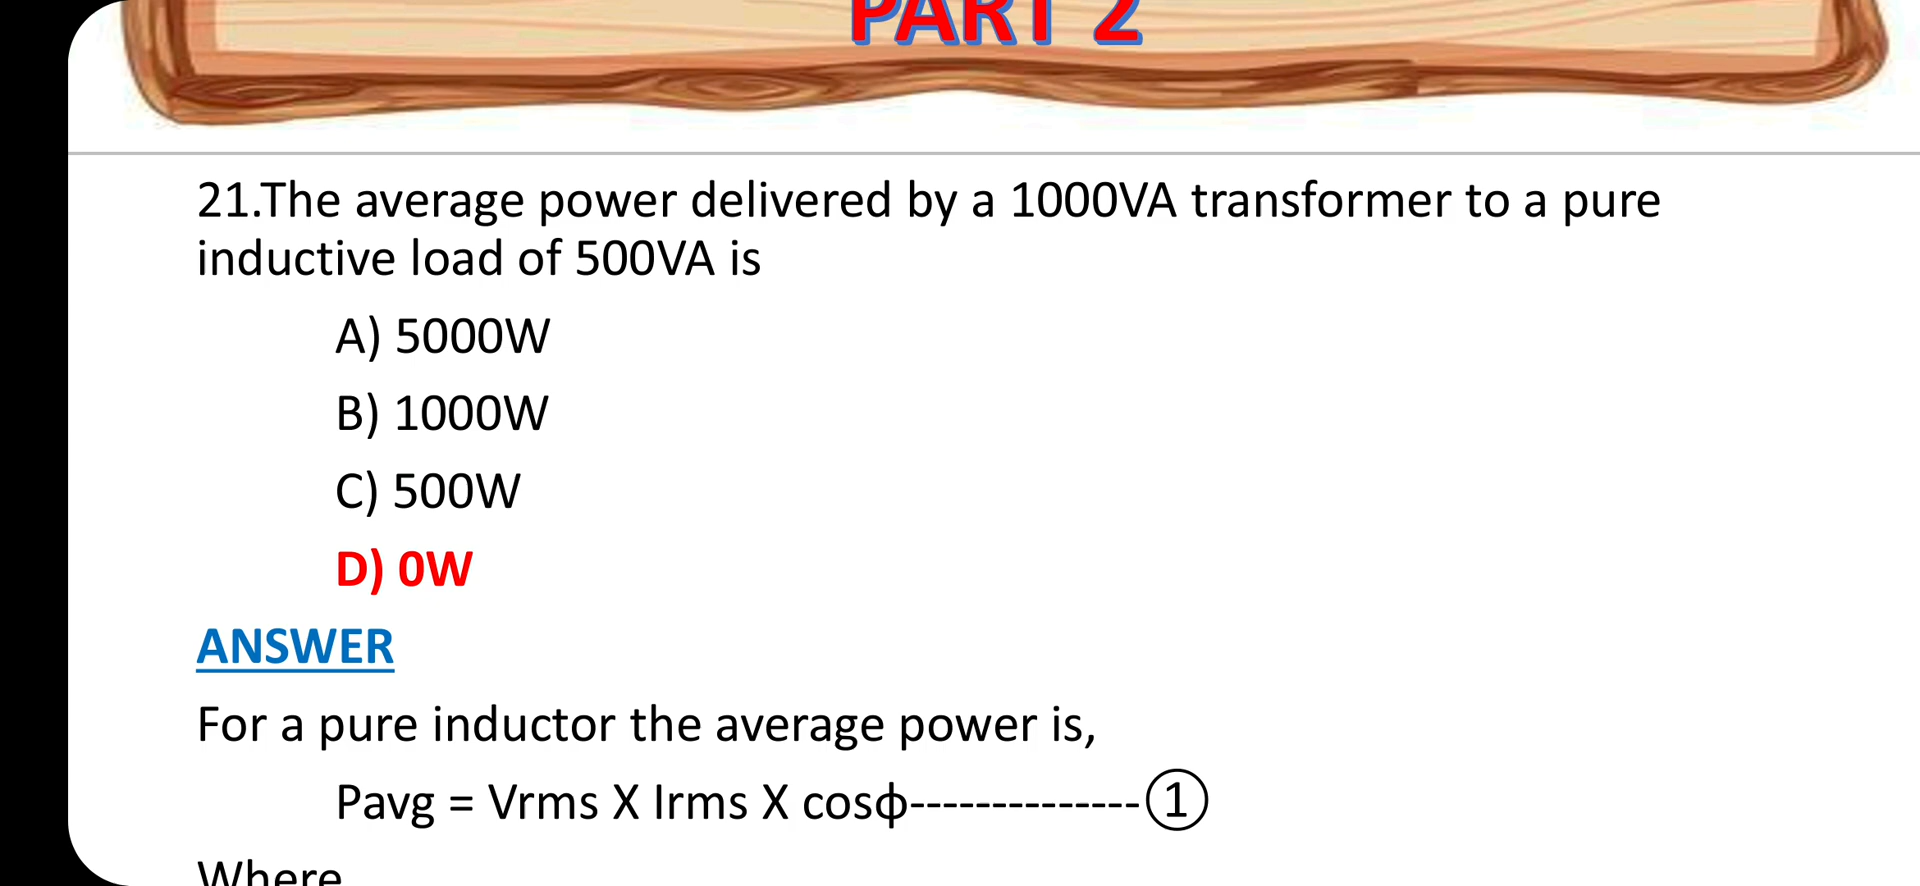 PART 2
21.The average power delivered by a 1000VA transformer to a pure
inductive load of 500VA is
A) 5000W
B) 1000W
C) 500W
D) 0W
ANSWER
For a pure inductor the average power is,
Pavg = Vrms X Irms X cosϕ--------------①
Where